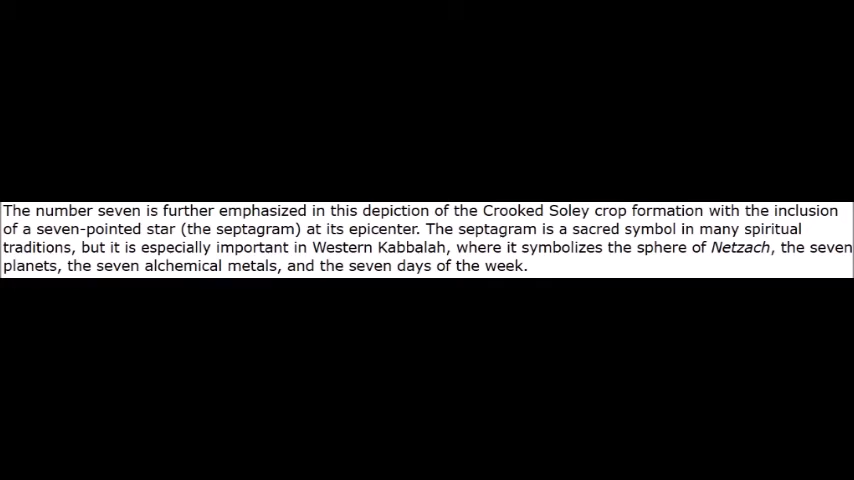 The number seven is further emphasized in this depiction of the Crooked Soley crop formation with the inclusion
of a seven-pointed star (the septagram) at its epicenter. The septagram is a sacred symbol in many spiritual
traditions, but it is especially important in Western Kabbalah, where it symbolizes the sphere of Netzach, the seven
planets, the seven alchemical metals, and the seven days of the week.